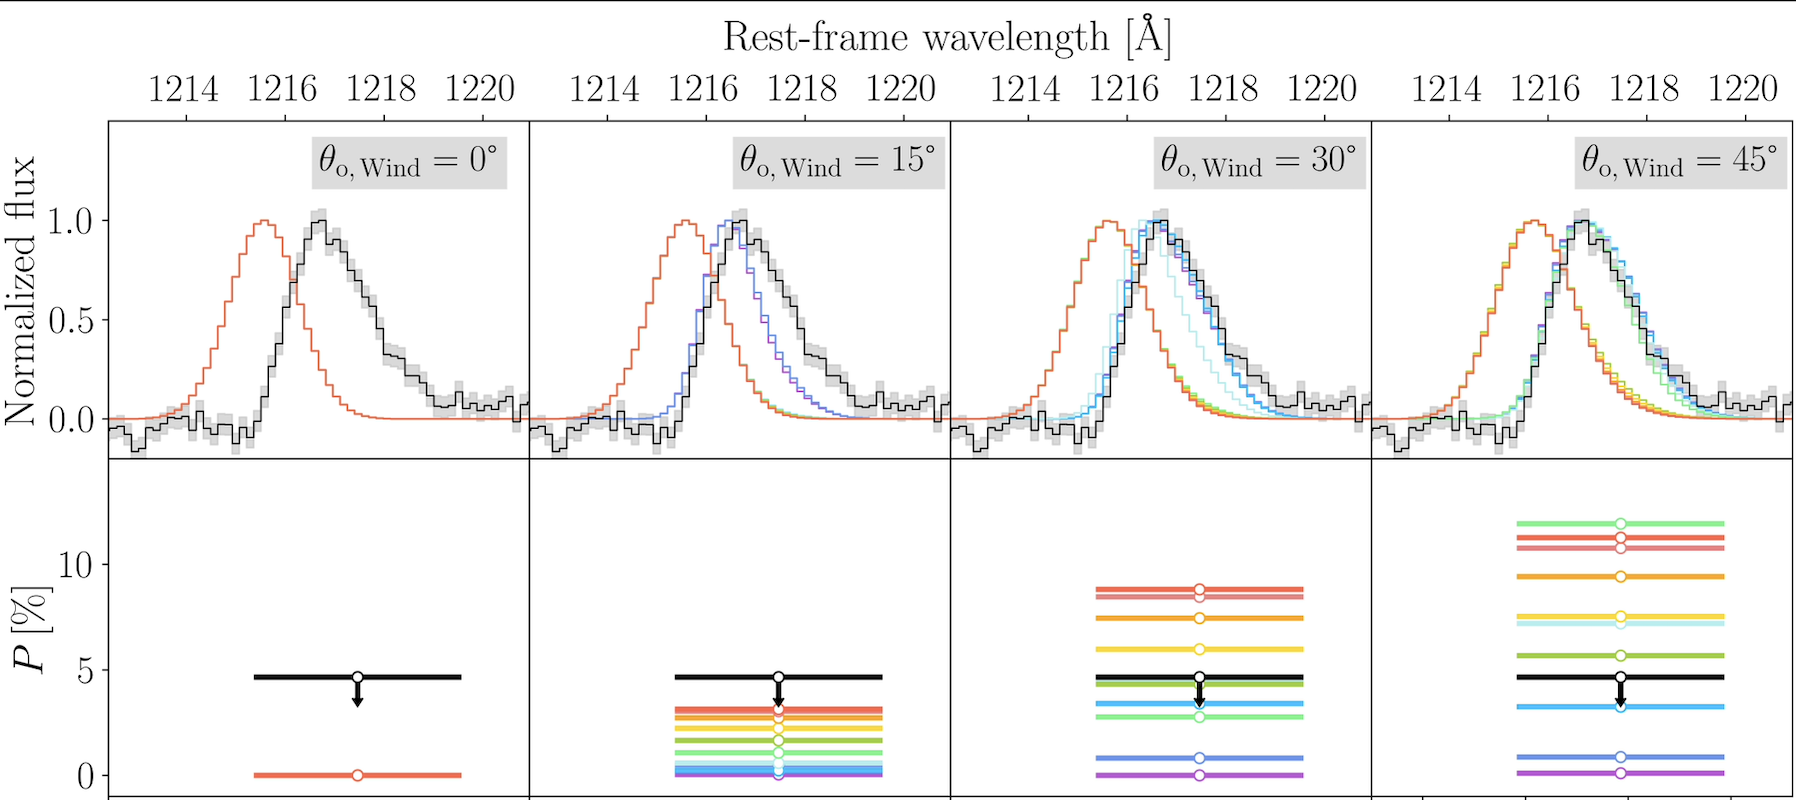 Rest-frame wavelength [Å]
1214 1216 1218 1220 1214 1216 1218 1220 1214 1216 1218 1220 1214 1216 1218 1220
θo, Wind = 0° θo, Wind = 15° θo, Wind = 30° θo, Wind = 45°
Normalized flux
1.0
0.5
0.0
P [%]
10
5
0